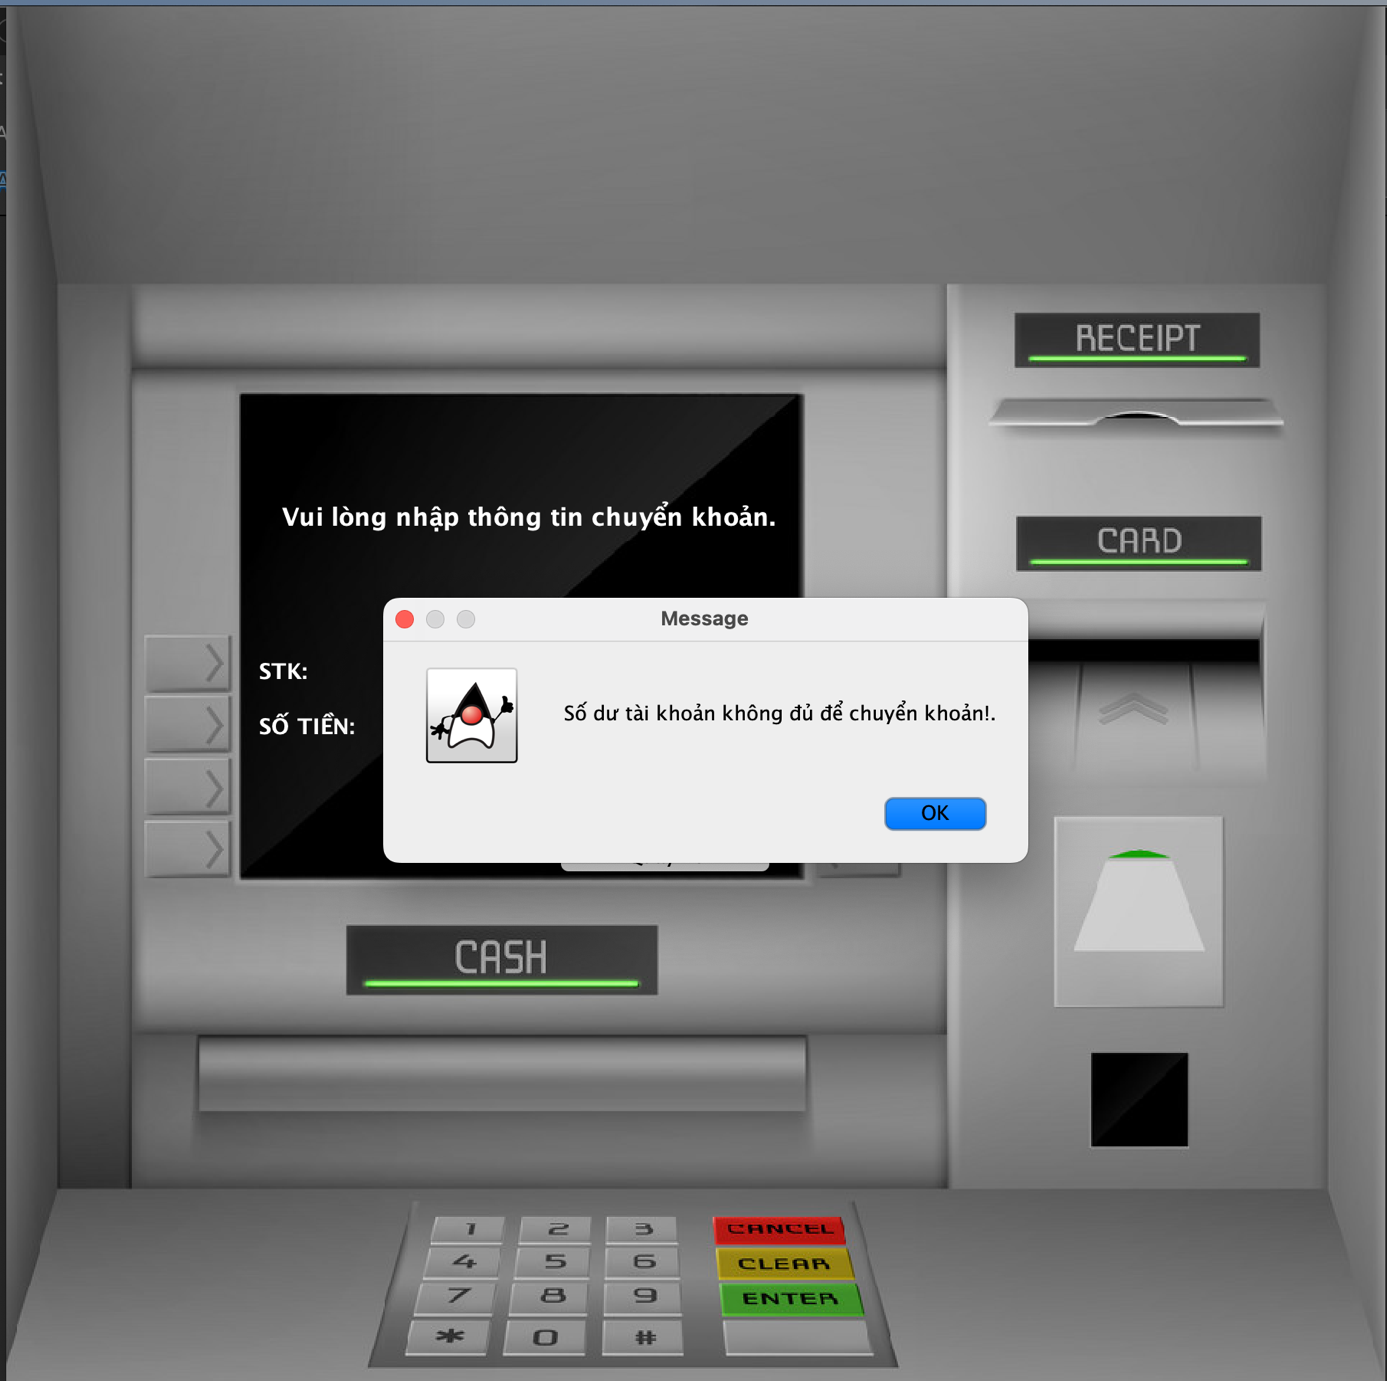 RECEIPT
Vui lòng nhập thông tin chuyển khoản.
CARD
Message
STK:
Số dư tài khoản không đủ để chuyển khoản!.
SỐ TIỀN:
OK
CASH
1 2 3 CANCEL
4 5 6 CLEAR
7 8 9 ENTER
* 0 #